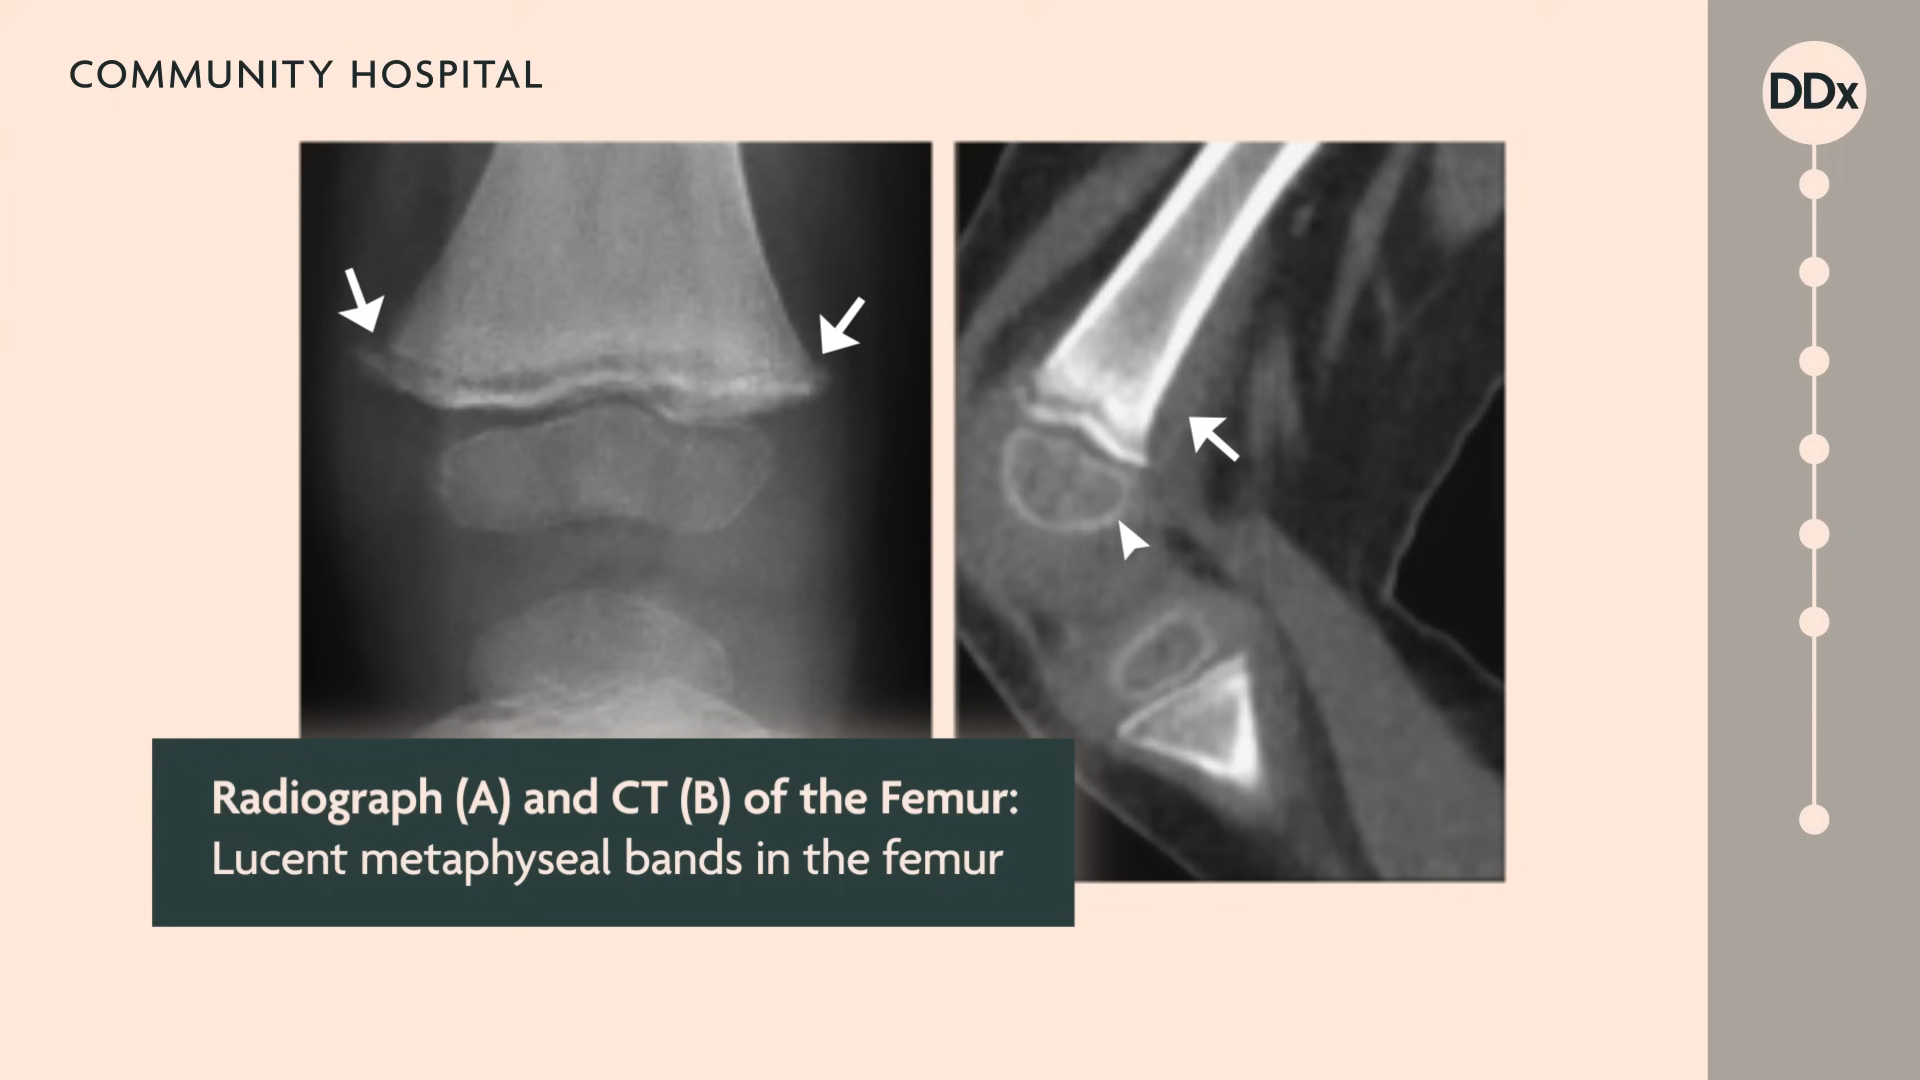 COMMUNITY HOSPITAL
DDx
Radiograph (A) and CT (B) of the Femur:
Lucent metaphyseal bands in the femur